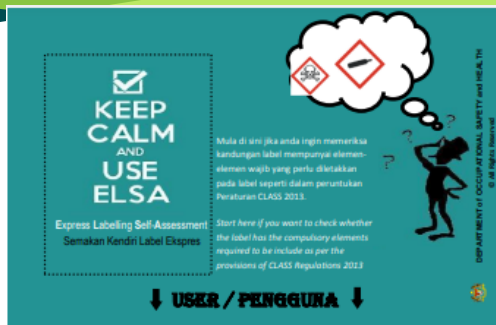 KEEP
CALM
AND
USE
ELSA
Express Labelling Self-Assessment
Semakan Kendiri Label Ekspres
Mula di sini jika anda ingin memeriksa
kandungan label mempunyai elemen-
elemen wajib yang perlu diletakkan
pada label seperti dalam peruntukan
Peraturan CLASS 2013.
Start here if you want to check whether
the label has the compulsory elements
required to be include as per the
provisions of CLASS Regulations 2013
? ?
?
DEPARTMENT of OCCUPATIONAL SAFETY and HEALTH
© All Rights Reserved
USER / PENGGUNA